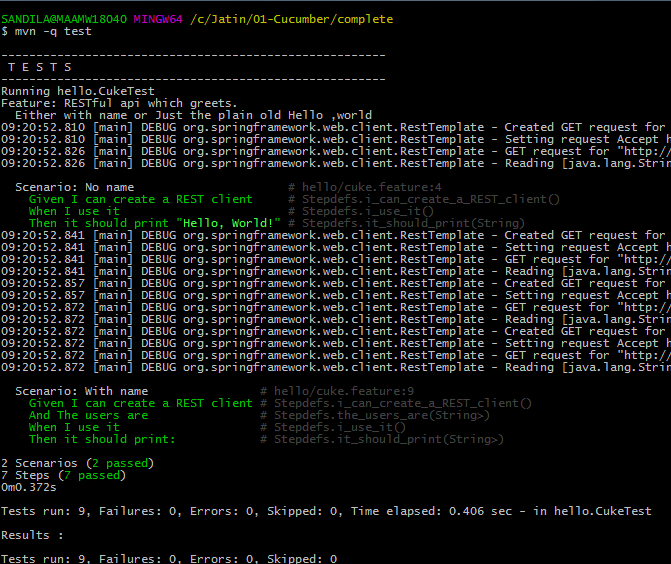 SANDILA@MAAMW18040 MINGW64 /c/Jatin/01-Cucumber/complete
$ mvn -q test
-------------------------------------------------------
 T E S T S
-------------------------------------------------------
Running hello.CukeTest
Feature: RESTful api which greets.
  Either with name or Just the plain old Hello ,world
09:20:52.810 [main] DEBUG org.springframework.web.client.RestTemplate - Created GET request for
09:20:52.810 [main] DEBUG org.springframework.web.client.RestTemplate - Setting request Accept h
09:20:52.826 [main] DEBUG org.springframework.web.client.RestTemplate - GET request for "http://
09:20:52.826 [main] DEBUG org.springframework.web.client.RestTemplate - Reading [java.lang.Strin
  Scenario: No name                    # hello/cuke.feature:4
    Given I can create a REST client     # Stepdefs.i_can_create_a_REST_client()
    When I use it                        # Stepdefs.i_use_it()
    Then it should print "Hello, World!" # Stepdefs.it_should_print(String)
09:20:52.841 [main] DEBUG org.springframework.web.client.RestTemplate - Created GET request for
09:20:52.841 [main] DEBUG org.springframework.web.client.RestTemplate - Setting request Accept h
09:20:52.841 [main] DEBUG org.springframework.web.client.RestTemplate - GET request for "http://
09:20:52.841 [main] DEBUG org.springframework.web.client.RestTemplate - Reading [java.lang.Strin
09:20:52.857 [main] DEBUG org.springframework.web.client.RestTemplate - Created GET request for
09:20:52.857 [main] DEBUG org.springframework.web.client.RestTemplate - Setting request Accept h
09:20:52.872 [main] DEBUG org.springframework.web.client.RestTemplate - GET request for "http://
09:20:52.872 [main] DEBUG org.springframework.web.client.RestTemplate - Reading [java.lang.Strin
09:20:52.872 [main] DEBUG org.springframework.web.client.RestTemplate - Created GET request for
09:20:52.872 [main] DEBUG org.springframework.web.client.RestTemplate - Setting request Accept h
09:20:52.872 [main] DEBUG org.springframework.web.client.RestTemplate - GET request for "http://
09:20:52.872 [main] DEBUG org.springframework.web.client.RestTemplate - Reading [java.lang.Strin
  Scenario: With name                # hello/cuke.feature:9
    Given I can create a REST client # Stepdefs.i_can_create_a_REST_client()
    And The users are                # Stepdefs.the_users_are(String>)
    When I use it                    # Stepdefs.i_use_it()
    Then it should print:            # Stepdefs.it_should_print(String>)
2 Scenarios (2 passed)
7 Steps (7 passed)
0m0.372s
Tests run: 9, Failures: 0, Errors: 0, Skipped: 0, Time elapsed: 0.406 sec - in hello.CukeTest
Results :
Tests run: 9, Failures: 0, Errors: 0, Skipped: 0